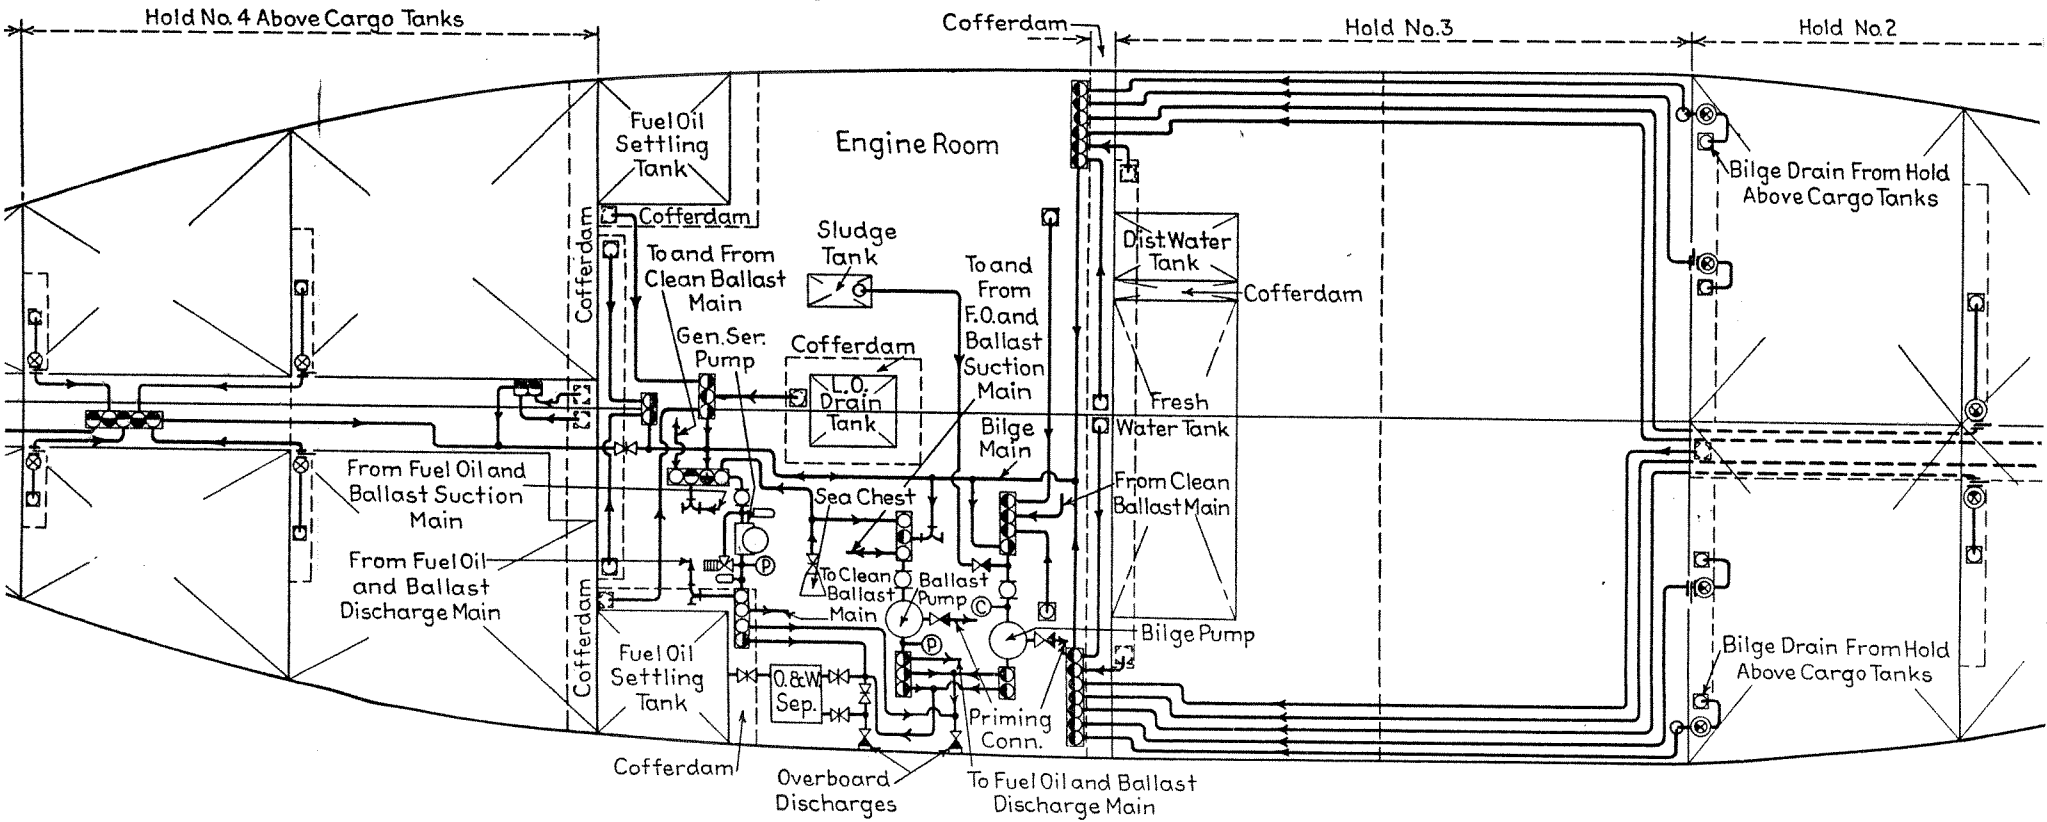 Hold No. 4 Above Cargo Tanks
Cofferdam
Hold No.3
Hold No.2
Fuel Oil
Settling
Tank
Engine Room
Bilge Drain From Hold
Above Cargo Tanks
Cofferdam
Cofferdam
Sludge
Tank
To and From
Clean Ballast
Main
To and
From
F.O. and
Ballast
Suction
Main
Dist. Water
Tank
Cofferdam
Gen. Ser.
Pump
Cofferdam
L.O.
Drain
Tank
Fresh
Water Tank
Bilge
Main
From Fuel Oil and
Ballast Suction
Main
Sea Chest
From Clean
Ballast Main
From Fuel Oil
and Ballast
Discharge Main
P
To Clean
Ballast
Main
Ballast
Pump
C
Cofferdam
P
Bilge Pump
Fuel Oil
Settling
Tank
O.&W.
Sep.
Bilge Drain From Hold
Above Cargo Tanks
Priming
Conn.
Cofferdam
Overboard
Discharges
To Fuel Oil and Ballast
Discharge Main